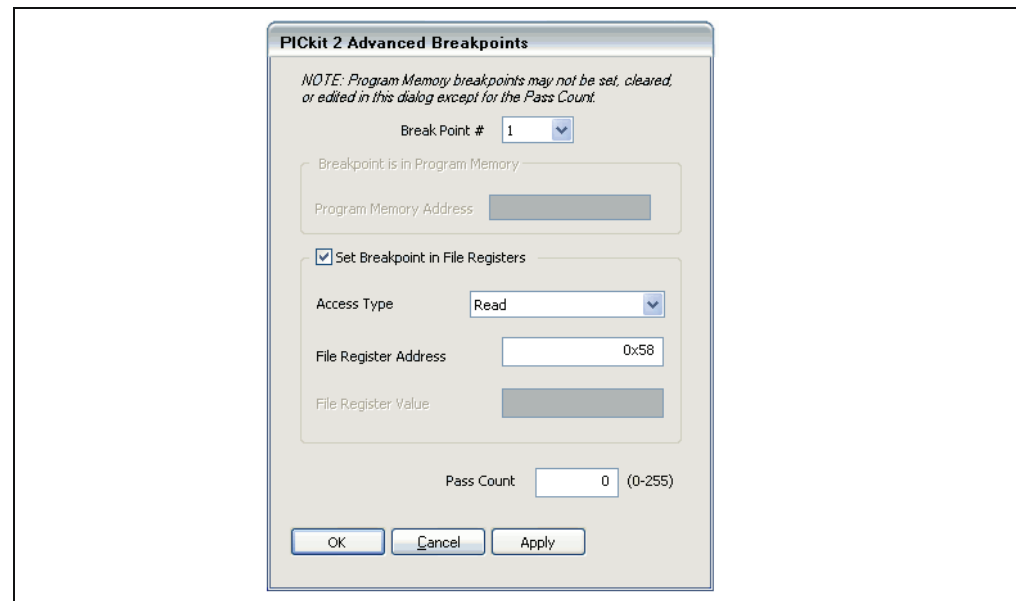 PICkit 2 Advanced Breakpoints
NOTE: Program Memory breakpoints may not be set, cleared,
or edited in this dialog except for the Pass Count.
Break Point # 1
Breakpoint is in Program Memory
Program Memory Address
Set Breakpoint in File Registers
Access Type Read
File Register Address 0x58
File Register Value
Pass Count 0 (0-255)
OK Cancel Apply